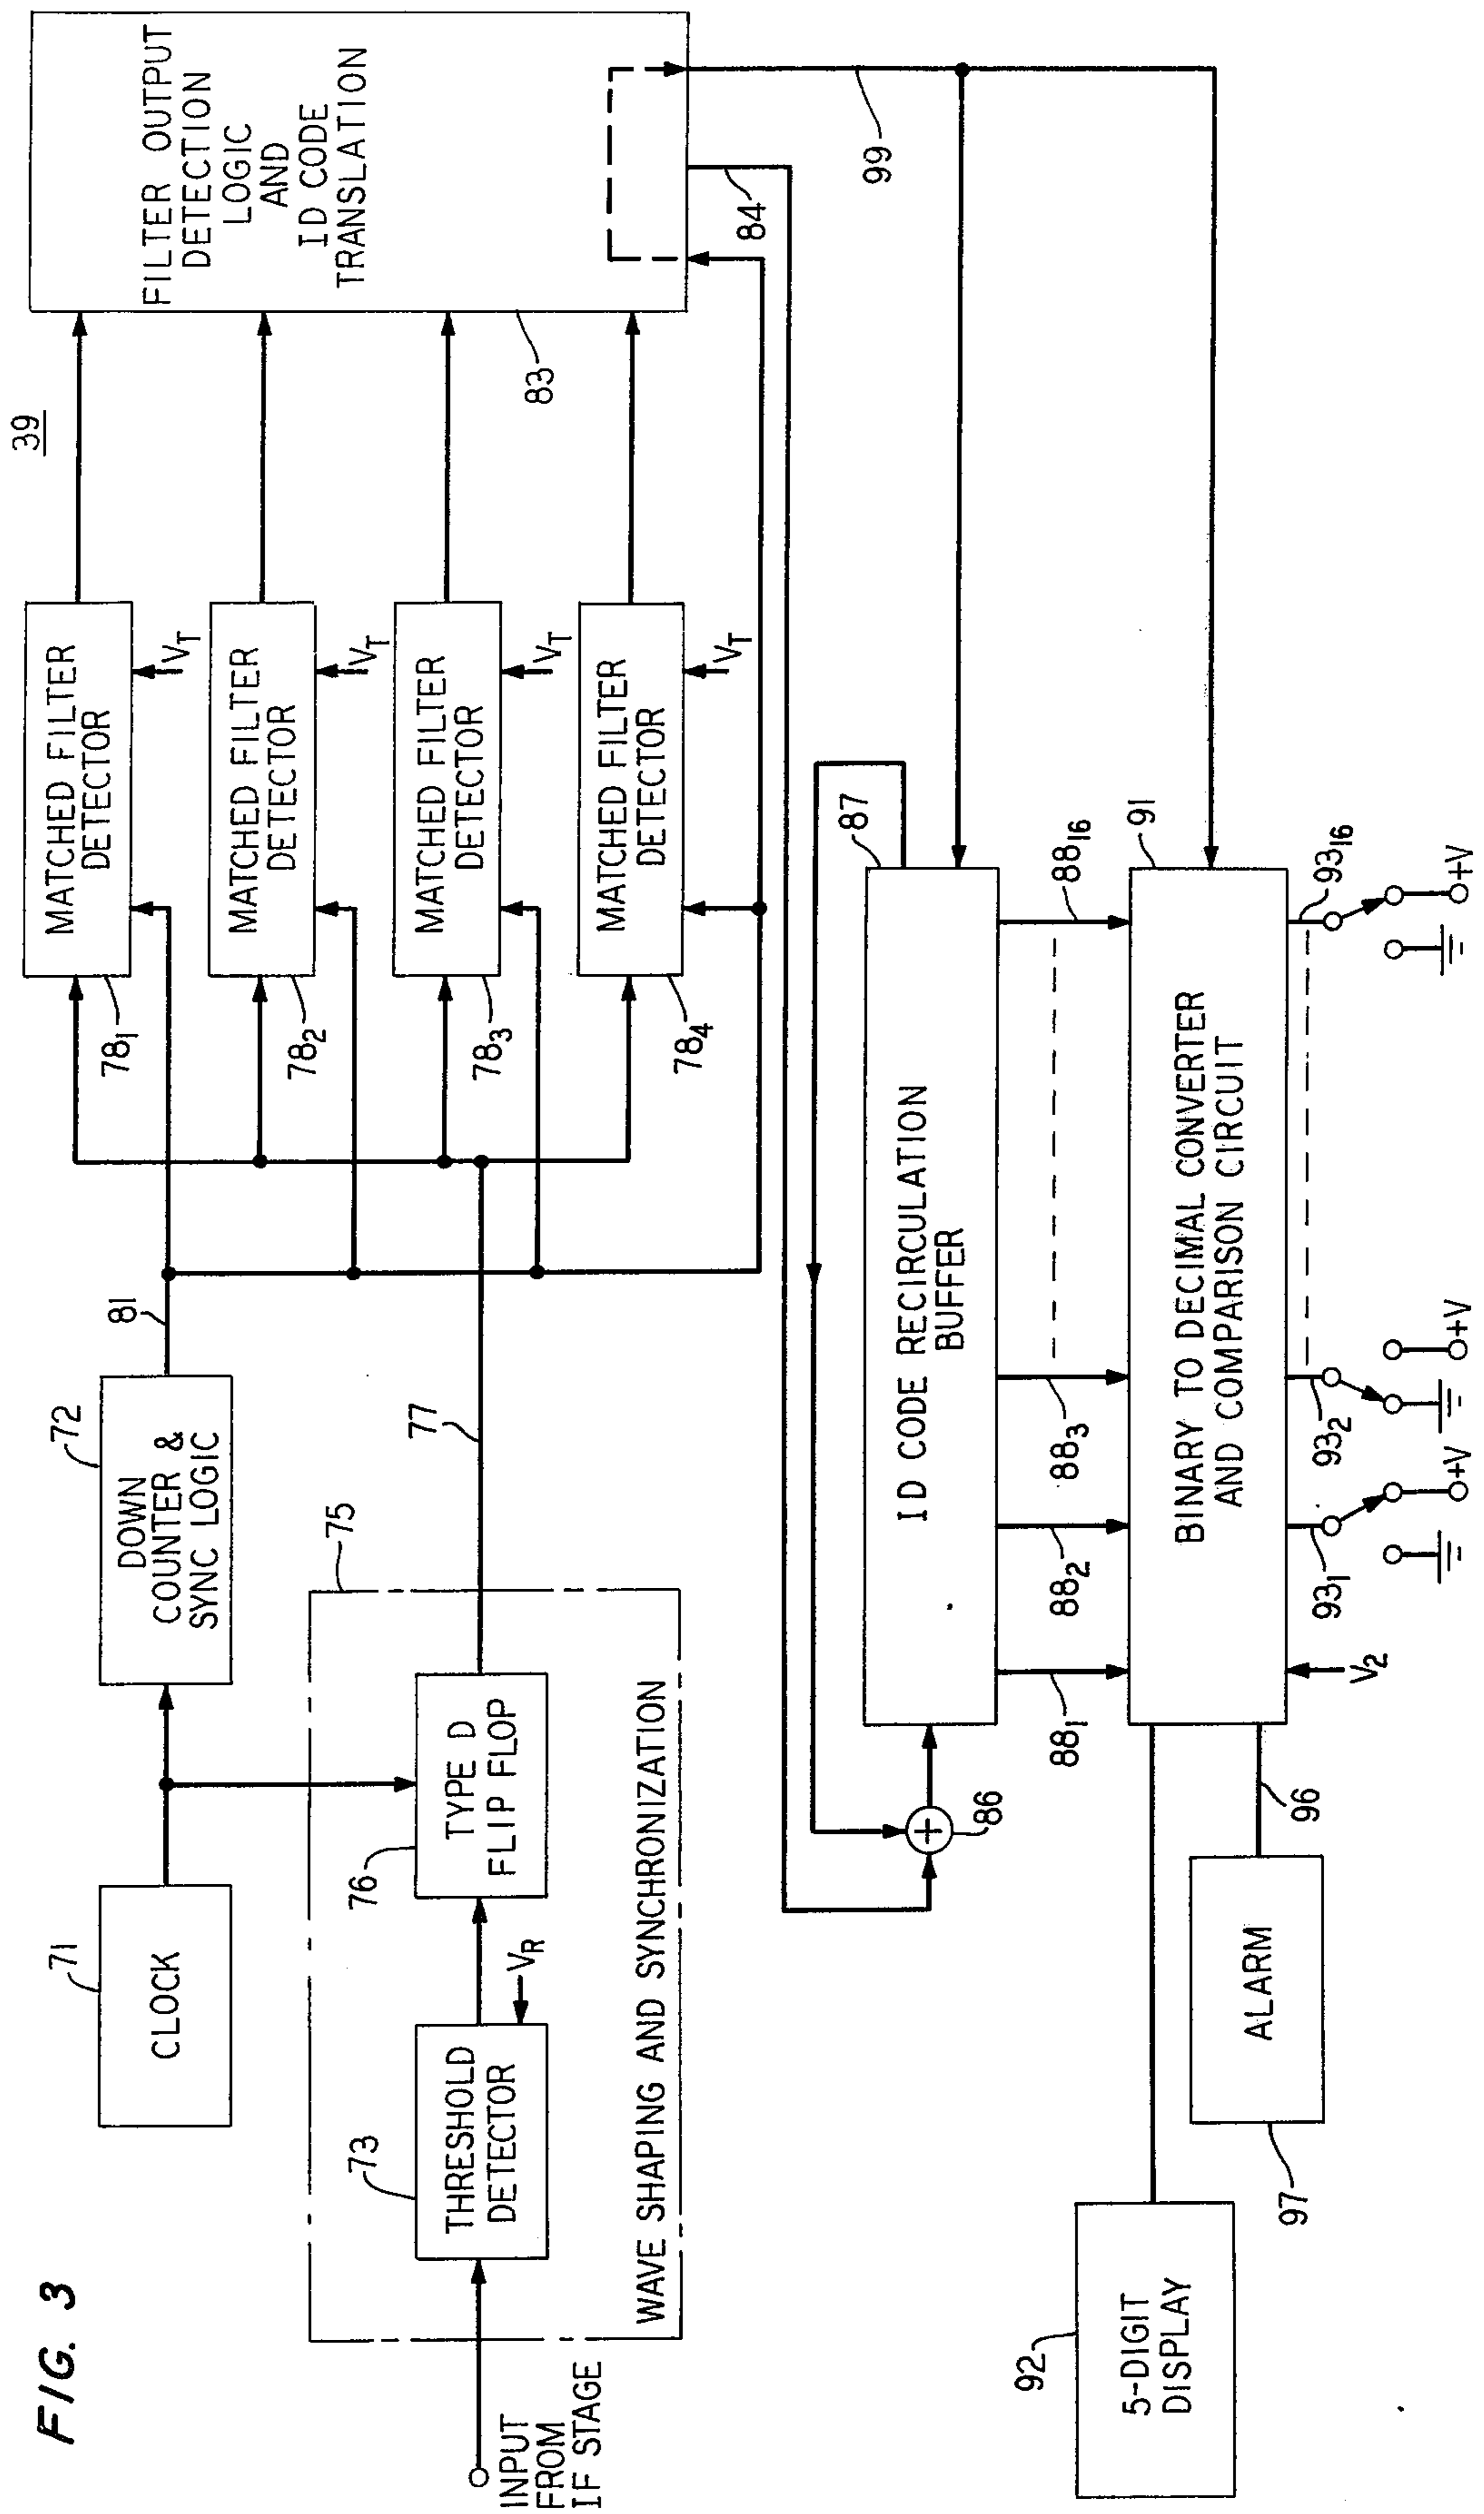 FIG. 3
39
71
CLOCK
72
DOWN
COUNTER &
SYNC LOGIC
81
INPUT
FROM
IF STAGE
73
THRESHOLD
DETECTOR
VR
76
TYPE D
FLIP FLOP
75
WAVE SHAPING AND SYNCHRONIZATION
77
MATCHED FILTER
DETECTOR
781
VT
MATCHED FILTER
DETECTOR
782
VT
MATCHED FILTER
DETECTOR
783
VT
MATCHED FILTER
DETECTOR
784
VT
FILTER OUTPUT
DETECTION
LOGIC
AND
ID CODE
TRANSLATION
83
84
99
86
+
87
ID CODE RECIRCULATION
BUFFER
881
882
883
8816
91
BINARY TO DECIMAL CONVERTER
AND COMPARISON CIRCUIT
V2
931
+V
932
+V
9316
+V
92
5-DIGIT
DISPLAY
96
ALARM
97